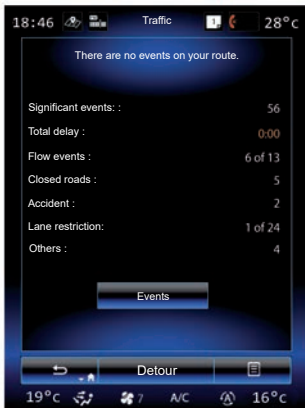 18:46 Traffic 1 28°c
There are no events on your route.
Significant events: : 56
Total delay : 0:00
Flow events : 6 of 13
Closed roads : 5
Accident : 2
Lane restriction: 1 of 24
Others : 4
Events
Detour
19°c 7 A/C A 16°c